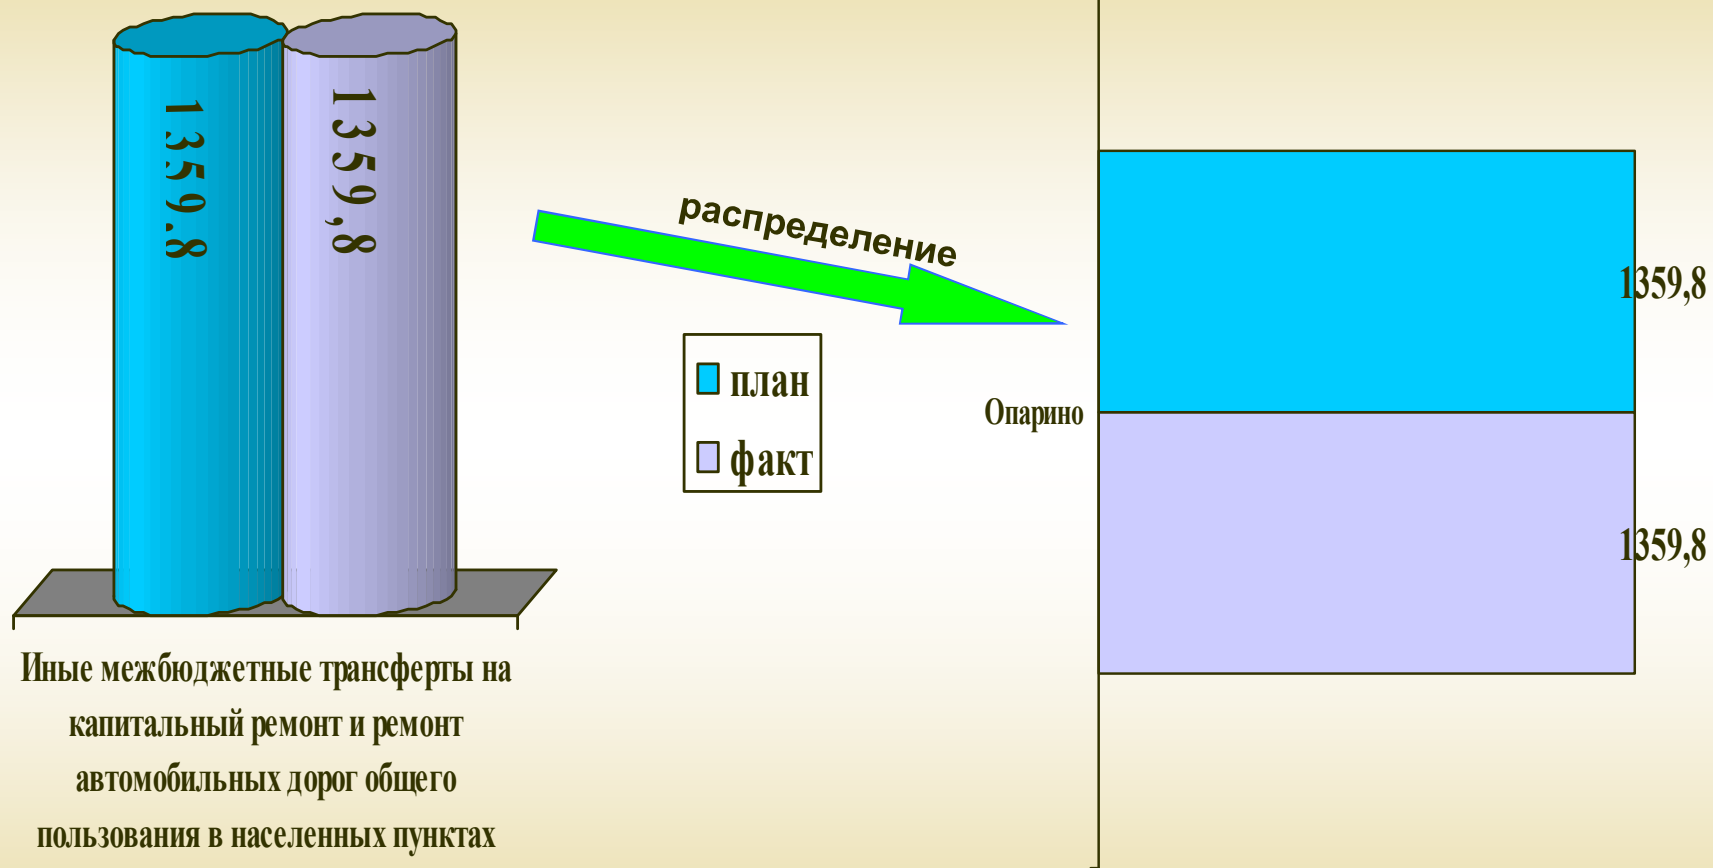 1359,8
1359,8
Иные межбюджетные трансферты на
капитальный ремонт и ремонт
автомобильных дорог общего
пользования в населенных пунктах
распределение
план
факт
Опарино
1359,8
1359,8